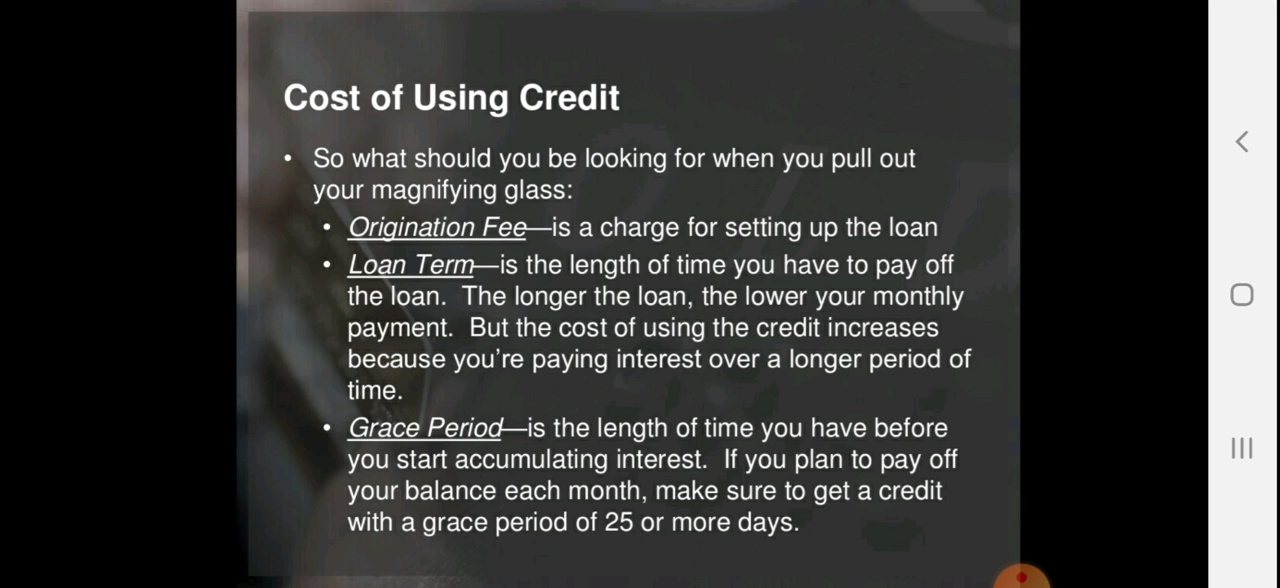 Cost of Using Credit
• So what should you be looking for when you pull out
your magnifying glass:
• Origination Fee—is a charge for setting up the loan
• Loan Term—is the length of time you have to pay off
the loan.  The longer the loan, the lower your monthly
payment.  But the cost of using the credit increases
because you’re paying interest over a longer period of
time.
• Grace Period—is the length of time you have before
you start accumulating interest.  If you plan to pay off
your balance each month, make sure to get a credit
with a grace period of 25 or more days.